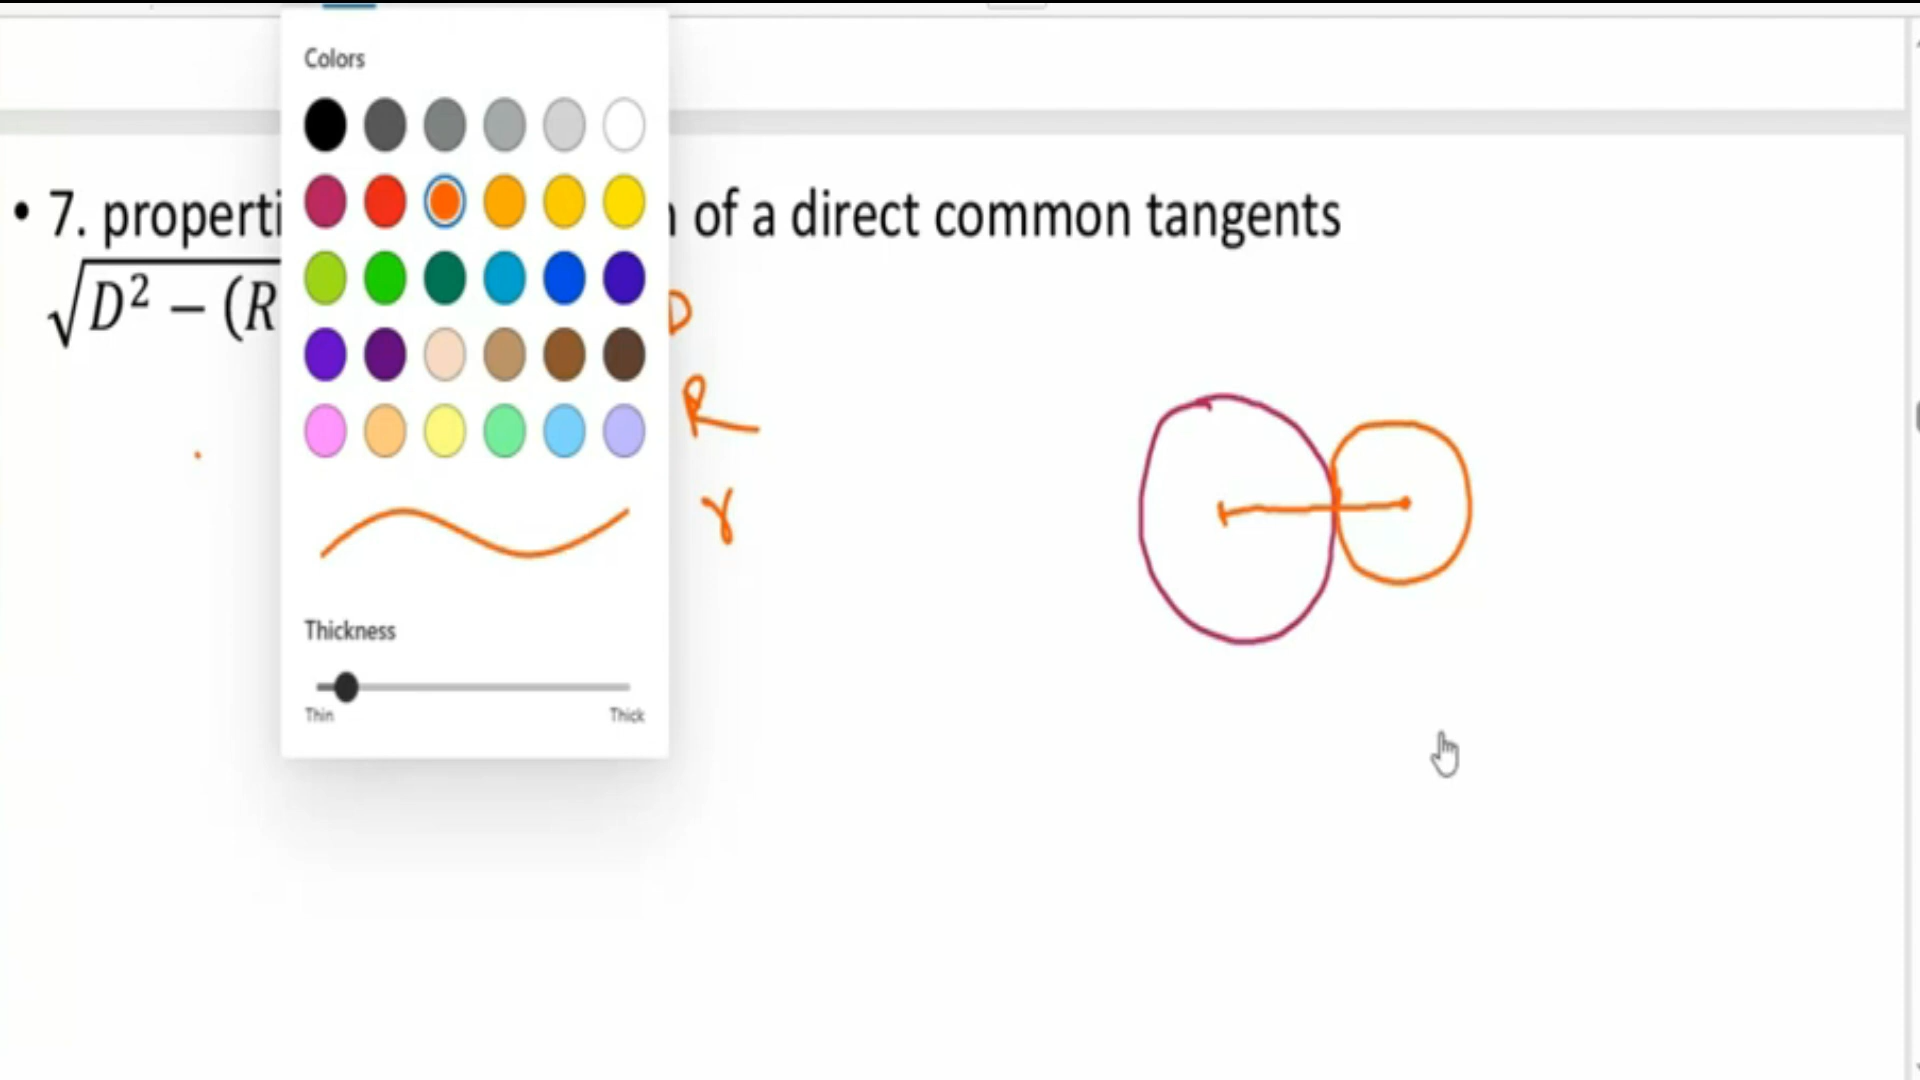 Colors
• 7. properti
of a direct common tangents
√D² − (R
D
R
r
Thickness
Thin Thick